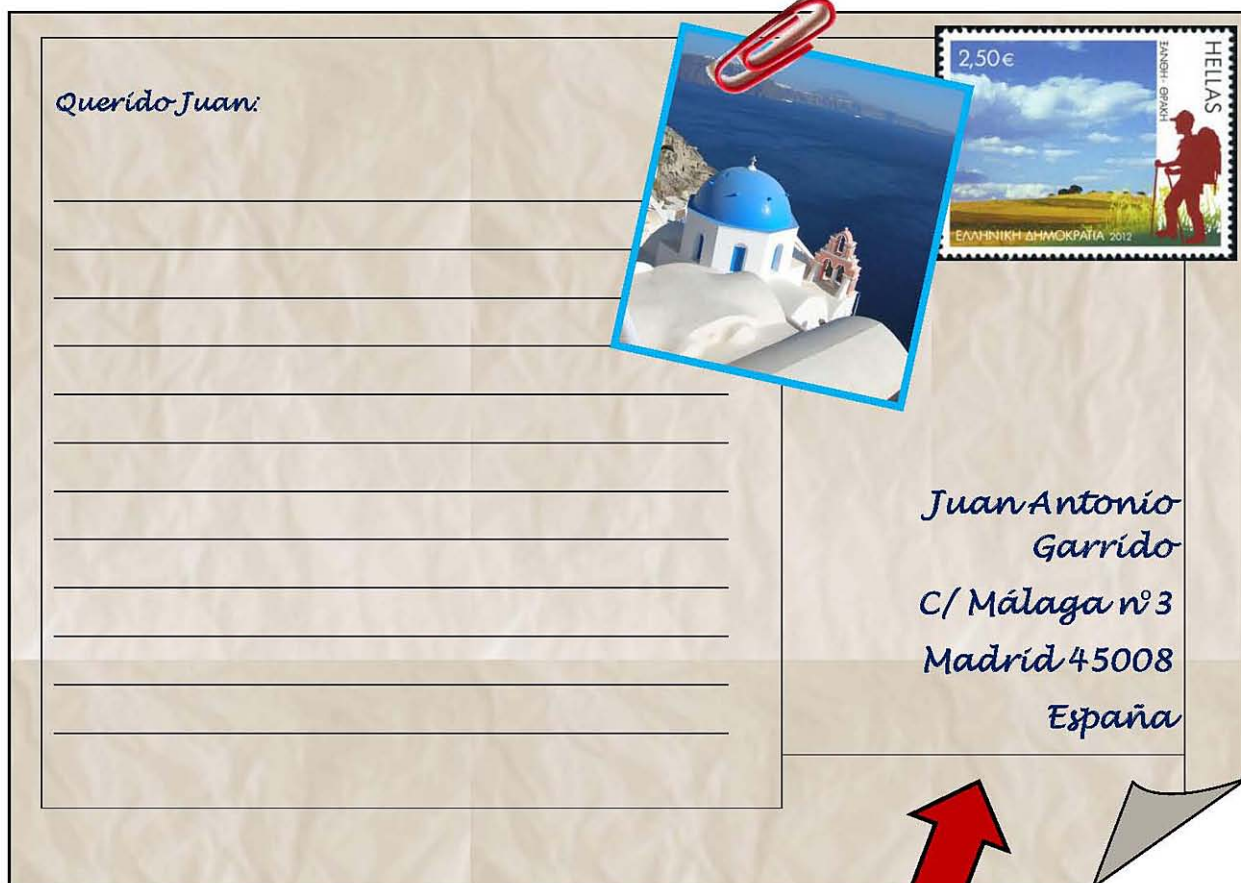 Querido Juan:
2,50€
HELLAS
ΞΑΝΘΗ - ΘΡΑΚΗ
ΕΛΛΗΝΙΚΗ ΔΗΜΟΚΡΑΤΙΑ 2012
Juan Antonio
Garrido
C/ Málaga nº 3
Madrid 45008
España